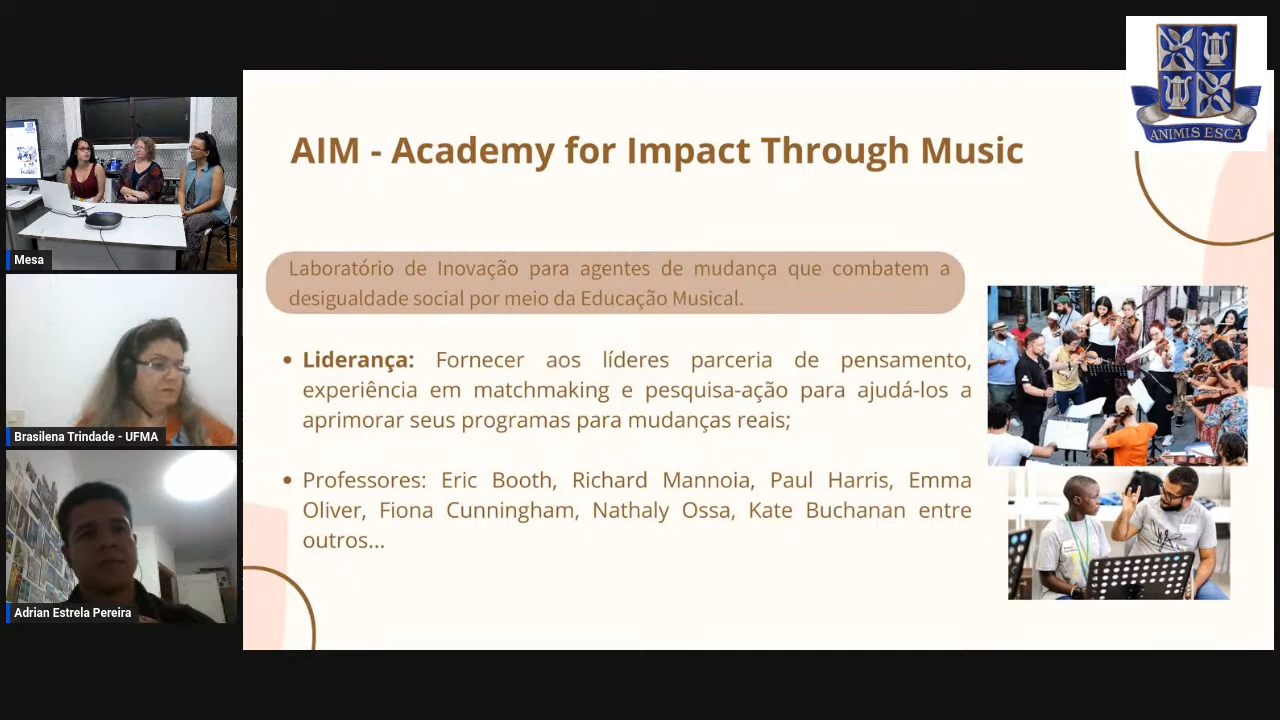 ANIMIS ESCA
AIM - Academy for Impact Through Music
Laboratório de Inovação para agentes de mudança que combatem a
desigualdade social por meio da Educação Musical.
• Liderança: Fornecer aos líderes parceria de pensamento,
experiência em matchmaking e pesquisa-ação para ajudá-los a
aprimorar seus programas para mudanças reais;
• Professores: Eric Booth, Richard Mannoia, Paul Harris, Emma
Oliver, Fiona Cunningham, Nathaly Ossa, Kate Buchanan entre
outros...
Mesa
Brasilena Trindade - UFMA
Adrian Estrela Pereira